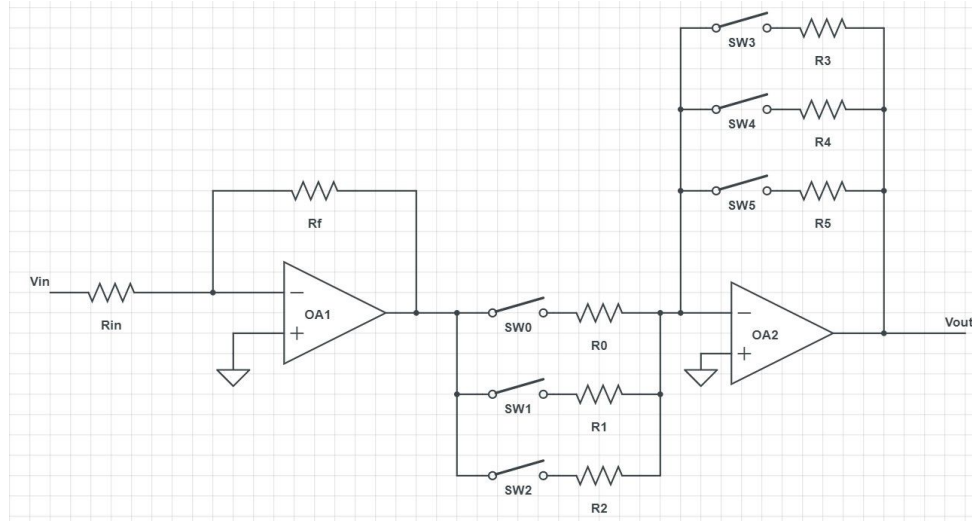 SW3
R3
SW4
R4
SW5
R5
Rf
Vin
Rin
OA1
SW0
R0
OA2
Vout
SW1
R1
SW2
R2